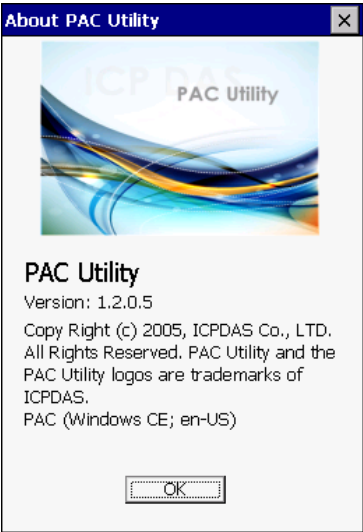 About PAC Utility
ICP DAS
PAC Utility
PAC Utility
Version: 1.2.0.5
Copy Right (c) 2005, ICPDAS Co., LTD.
All Rights Reserved. PAC Utility and the
PAC Utility logos are trademarks of
ICPDAS.
PAC (Windows CE; en-US)
OK